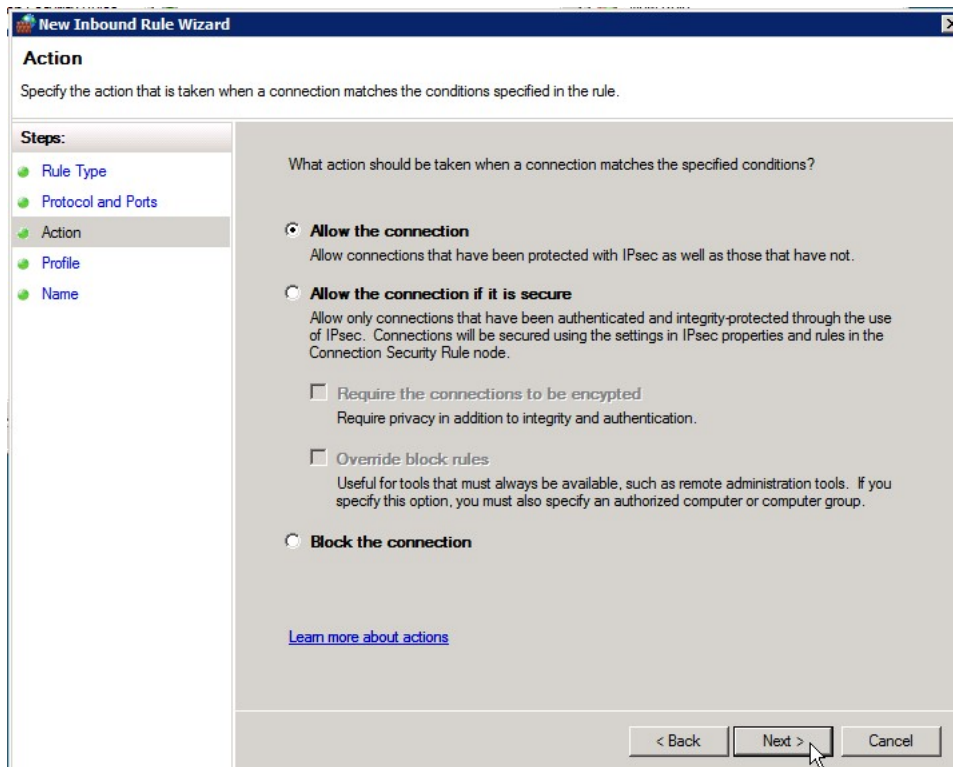 New Inbound Rule Wizard
Action
Specify the action that is taken when a connection matches the conditions specified in the rule.
Steps:
Rule Type
Protocol and Ports
Action
Profile
Name
What action should be taken when a connection matches the specified conditions?
Allow the connection
Allow connections that have been protected with IPsec as well as those that have not.
Allow the connection if it is secure
Allow only connections that have been authenticated and integrity-protected through the use
of IPsec. Connections will be secured using the settings in IPsec properties and rules in the
Connection Security Rule node.
Require the connections to be encrypted
Require privacy in addition to integrity and authentication.
Override block rules
Useful for tools that must always be available, such as remote administration tools. If you
specify this option, you must also specify an authorized computer or computer group.
Block the connection
Learn more about actions
< Back
Next >
Cancel